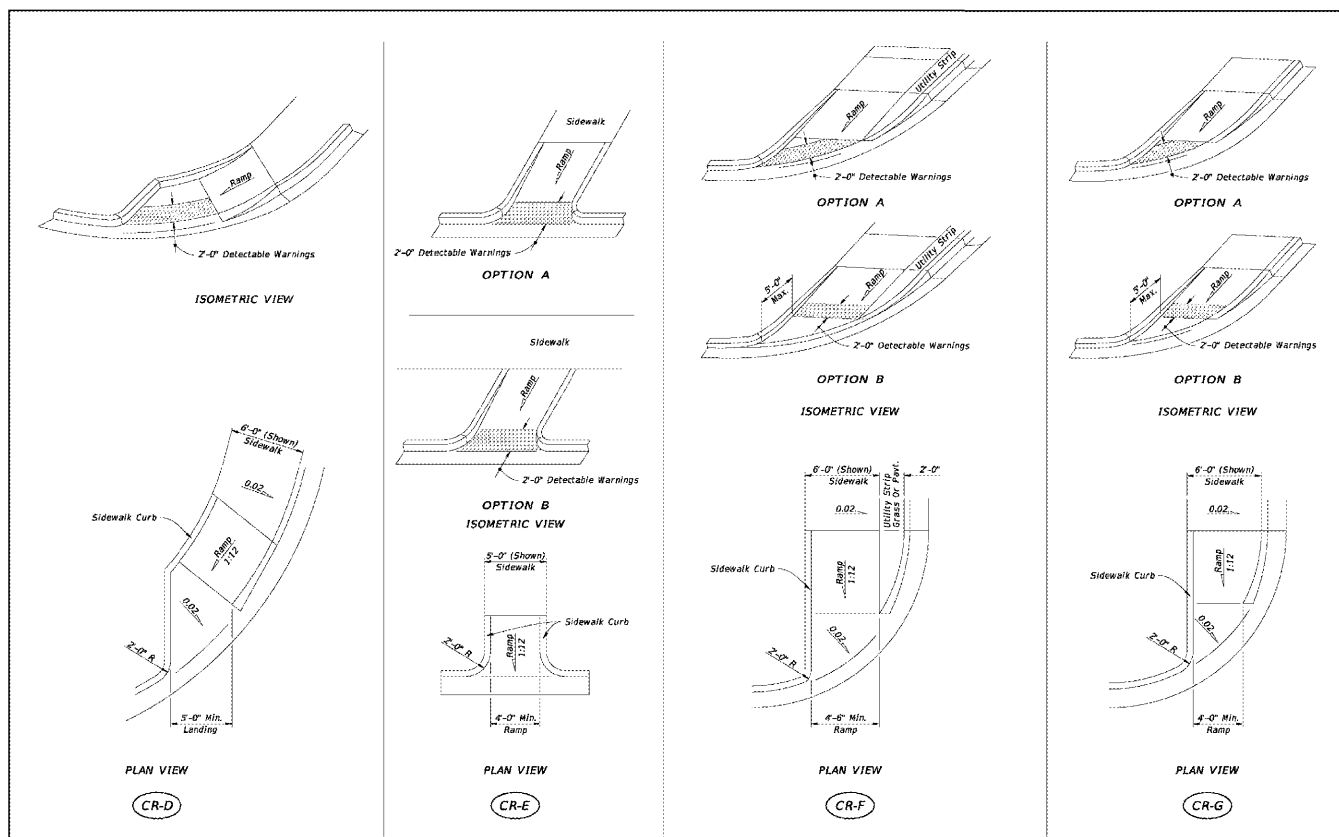 Ramp
2'-0" Detectable Warnings
ISOMETRIC VIEW
6'-0" (Shown)
Sidewalk
0.02
Sidewalk Curb
Ramp
1:12
0.02
2'-0" R
5'-0" Min.
Landing
PLAN VIEW
CR-D
Sidewalk
Ramp
2'-0" Detectable Warnings
OPTION A
Sidewalk
Ramp
2'-0" Detectable Warnings
OPTION B
ISOMETRIC VIEW
5'-0" (Shown)
Sidewalk
Sidewalk Curb
Ramp
1:12
2'-0" R
4'-0" Min.
Ramp
PLAN VIEW
CR-E
Utility Strip
Ramp
2'-0" Detectable Warnings
OPTION A
Utility Strip
5'-0"
Max.
Ramp
2'-0" Detectable Warnings
OPTION B
ISOMETRIC VIEW
6'-0" (Shown)
Sidewalk
2'-0"
Utility Strip
Grass Or Pavt.
0.02
Sidewalk Curb
Ramp
1:12
0.02
2'-0" R
4'-6" Min.
Ramp
PLAN VIEW
CR-F
Ramp
2'-0" Detectable Warnings
OPTION A
5'-0"
Max.
Ramp
2'-0" Detectable Warnings
OPTION B
ISOMETRIC VIEW
6'-0" (Shown)
Sidewalk
0.02
Sidewalk Curb
Ramp
1:12
0.02
2'-0" R
4'-0" Min.
Ramp
PLAN VIEW
CR-G